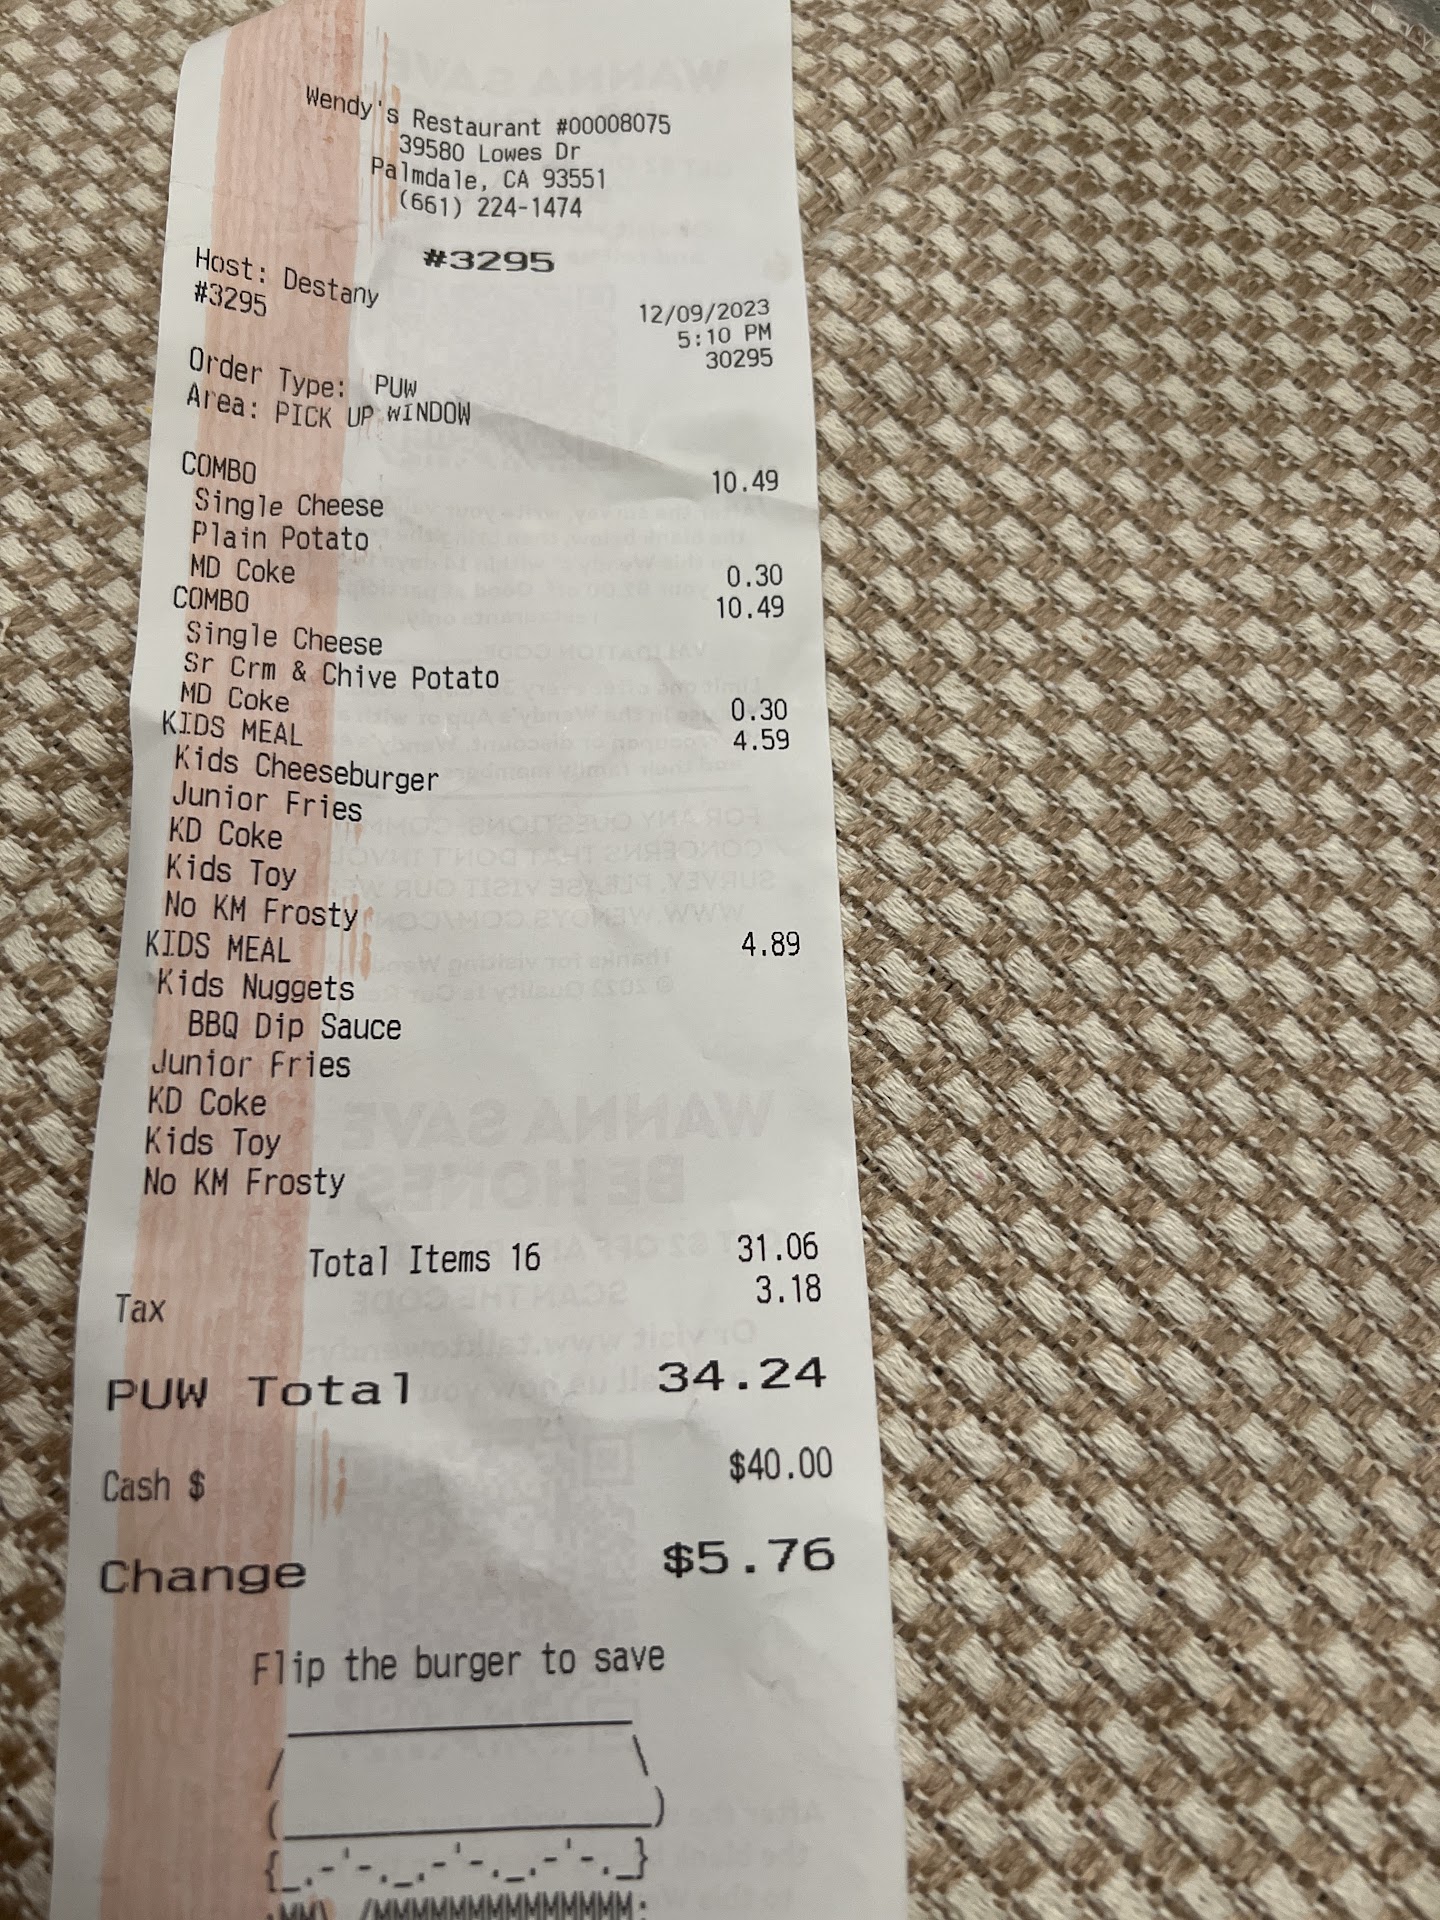 Wendy's Restaurant #00008075
39580 Lowes Dr
Palmdale, CA 93551
(661) 224-1474
#3295
Host: Destany
#3295 12/09/2023
5:10 PM
30295
Order Type: PUW
Area: PICK UP WINDOW
COMBO 10.49
Single Cheese
Plain Potato
MD Coke 0.30
COMBO 10.49
Single Cheese
Sr Crm & Chive Potato
MD Coke 0.30
KIDS MEAL 4.59
Kids Cheeseburger
Junior Fries
KD Coke
Kids Toy
No KM Frosty
KIDS MEAL 4.89
Kids Nuggets
BBQ Dip Sauce
Junior Fries
KD Coke
Kids Toy
No KM Frosty
Total Items 16 31.06
Tax 3.18
PUW Total 34.24
Cash $ $40.00
Change $5.76
Flip the burger to save